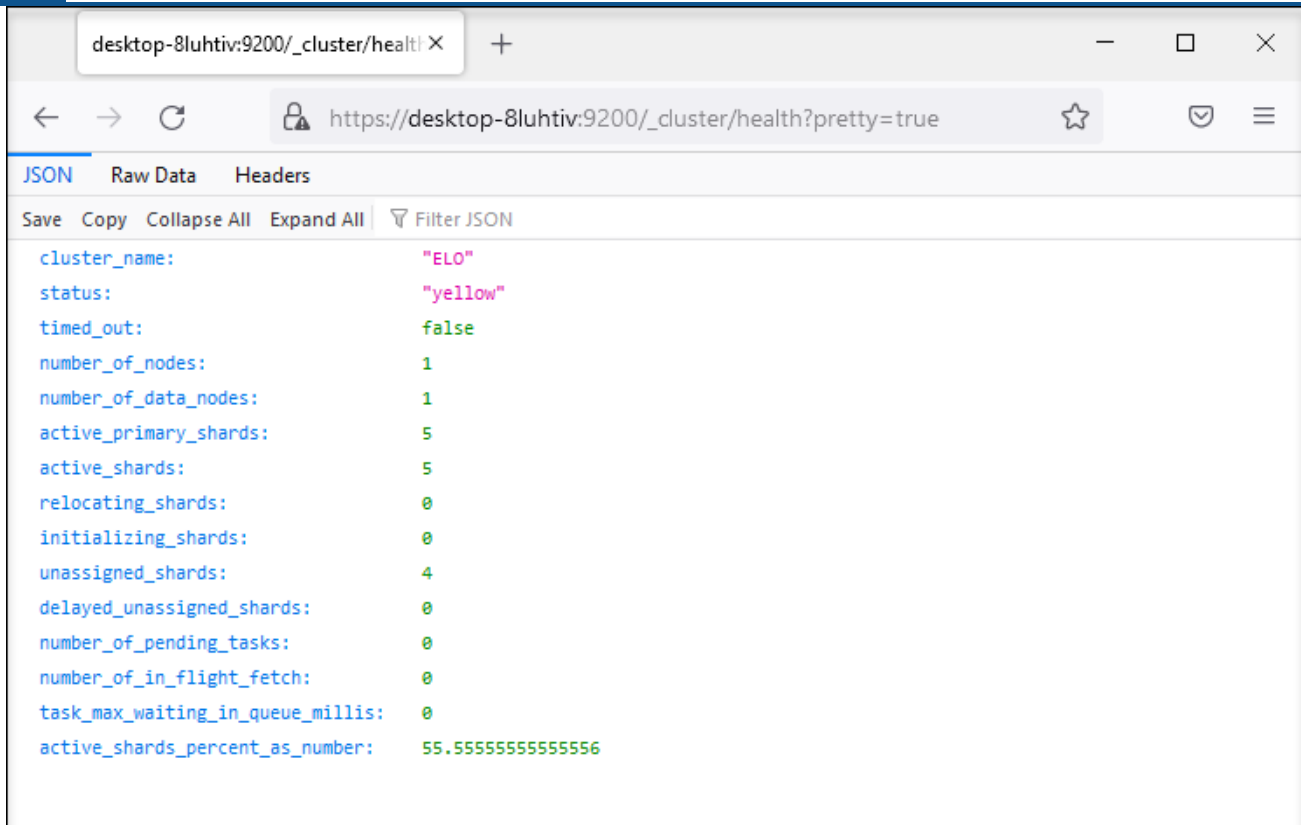 desktop-8luhtiv:9200/_cluster/healt
https://desktop-8luhtiv:9200/_cluster/health?pretty=true
JSON Raw Data Headers
Save Copy Collapse All Expand All Filter JSON
cluster_name: "ELO"
status: "yellow"
timed_out: false
number_of_nodes: 1
number_of_data_nodes: 1
active_primary_shards: 5
active_shards: 5
relocating_shards: 0
initializing_shards: 0
unassigned_shards: 4
delayed_unassigned_shards: 0
number_of_pending_tasks: 0
number_of_in_flight_fetch: 0
task_max_waiting_in_queue_millis: 0
active_shards_percent_as_number: 55.55555555555556